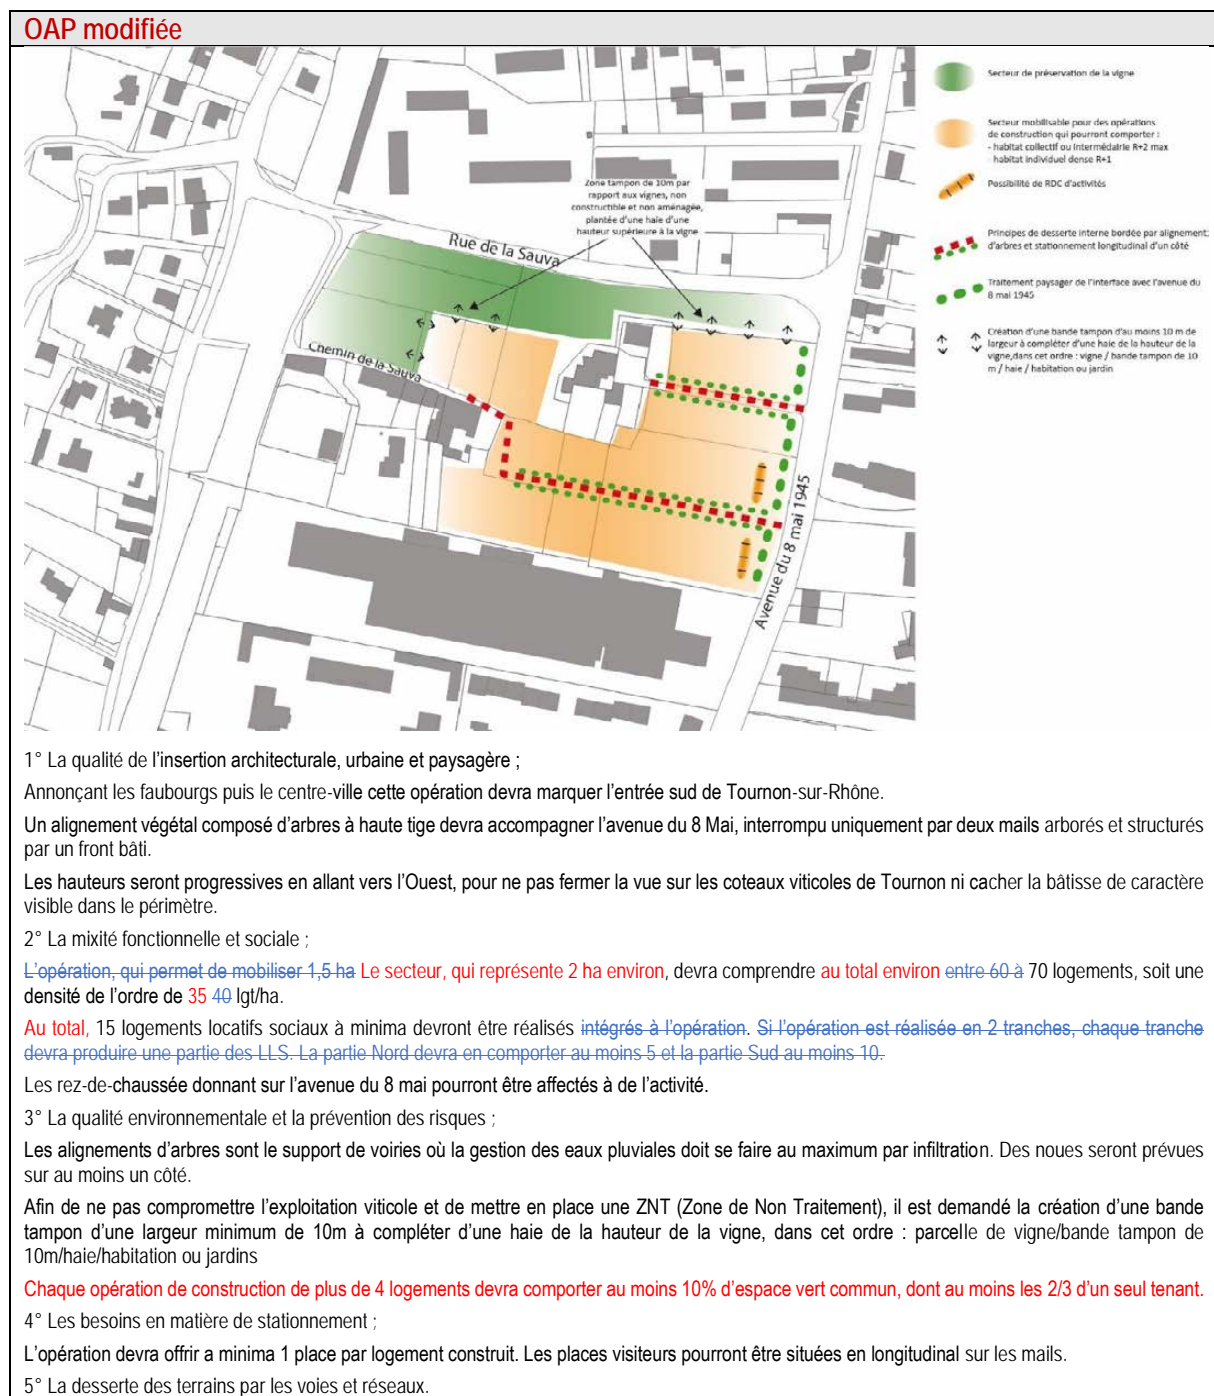 OAP modifiée
Secteur de préservation de la vigne
Secteur mobilisable pour des opérations
de construction qui pourront comporter :
- habitat collectif ou intermédiaire R+2 max
habitat individuel dense R+1
Possibilité de RDC d'activités
Principes de desserte interne bordée par alignement
d'arbres et stationnement longitudinal d'un côté
Traitement paysager de l'interface avec l'avenue du
8 mai 1945
Création d'une bande tampon d'au moins 10 m de
largeur à compléter d'une haie de la hauteur de la
vigne,dans cet ordre : vigne / bande tampon de 10
m / haie / habitation ou jardin
Zone tampon de 10m par
rapport aux vignes, non
constructible et non aménagée,
plantée d'une haie d'une
hauteur supérieure à la vigne
Rue de la Sauva
Chemin de la Sauva
Avenue du 8 mai 1945
1° La qualité de l'insertion architecturale, urbaine et paysagère ;
Annonçant les faubourgs puis le centre-ville cette opération devra marquer l'entrée sud de Tournon-sur-Rhône.
Un alignement végétal composé d'arbres à haute tige devra accompagner l'avenue du 8 Mai, interrompu uniquement par deux mails arborés et structurés
par un front bâti.
Les hauteurs seront progressives en allant vers l'Ouest, pour ne pas fermer la vue sur les coteaux viticoles de Tournon ni cacher la bâtisse de caractère
visible dans le périmètre.
2° La mixité fonctionnelle et sociale ;
L'opération, qui permet de mobiliser 1,5 ha Le secteur, qui représente 2 ha environ, devra comprendre au total environ entre 60 à 70 logements, soit une
densité de l'ordre de 35 40 lgt/ha.
Au total, 15 logements locatifs sociaux à minima devront être réalisés intégrés à l'opération. Si l'opération est réalisée en 2 tranches, chaque tranche
devra produire une partie des LLS. La partie Nord devra en comporter au moins 5 et la partie Sud au moins 10.
Les rez-de-chaussée donnant sur l'avenue du 8 mai pourront être affectés à de l'activité.
3° La qualité environnementale et la prévention des risques ;
Les alignements d'arbres sont le support de voiries où la gestion des eaux pluviales doit se faire au maximum par infiltration. Des noues seront prévues
sur au moins un côté.
Afin de ne pas compromettre l'exploitation viticole et de mettre en place une ZNT (Zone de Non Traitement), il est demandé la création d'une bande
tampon d'une largeur minimum de 10m à compléter d'une haie de la hauteur de la vigne, dans cet ordre : parcelle de vigne/bande tampon de
10m/haie/habitation ou jardins
Chaque opération de construction de plus de 4 logements devra comporter au moins 10% d'espace vert commun, dont au moins les 2/3 d'un seul tenant.
4° Les besoins en matière de stationnement ;
L'opération devra offrir a minima 1 place par logement construit. Les places visiteurs pourront être situées en longitudinal sur les mails.
5° La desserte des terrains par les voies et réseaux.